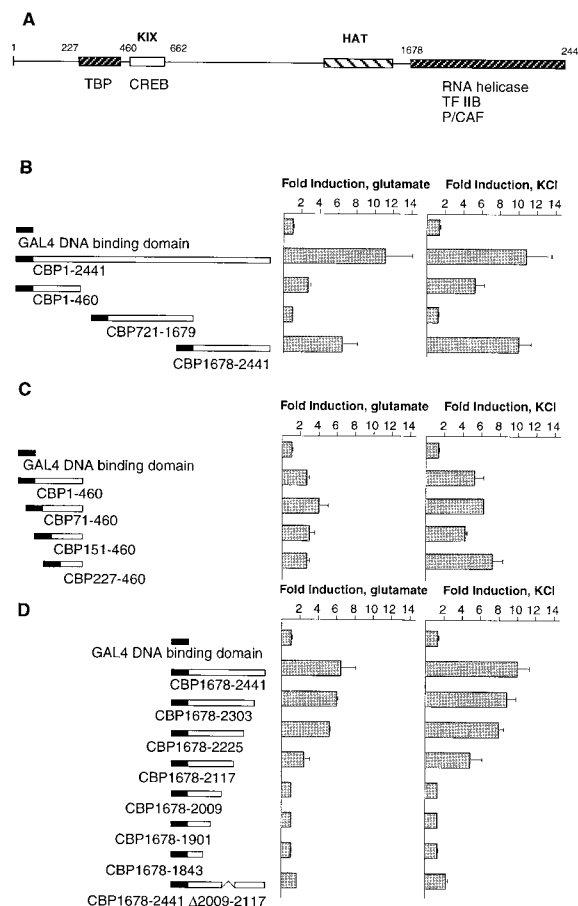 A
KIX
HAT
1 227 460 662 1678 244
TBP CREB
RNA helicase
TF IIB
P/CAF
B
Fold Induction, glutamate Fold Induction, KCl
2 4 6 8 10 12 14 2 4 6 8 10 12 14
GAL4 DNA binding domain
CBP1-2441
CBP1-460
CBP721-1679
CBP1678-2441
C
Fold Induction, glutamate Fold Induction, KCl
2 4 6 8 10 12 14 2 4 6 8 10 12 14
GAL4 DNA binding domain
CBP1-460
CBP71-460
CBP151-460
CBP227-460
D
Fold Induction, glutamate Fold Induction, KCl
2 4 6 8 10 12 14 2 4 6 8 10 12 14
GAL4 DNA binding domain
CBP1678-2441
CBP1678-2303
CBP1678-2225
CBP1678-2117
CBP1678-2009
CBP1678-1901
CBP1678-1843
CBP1678-2441 Δ2009-2117